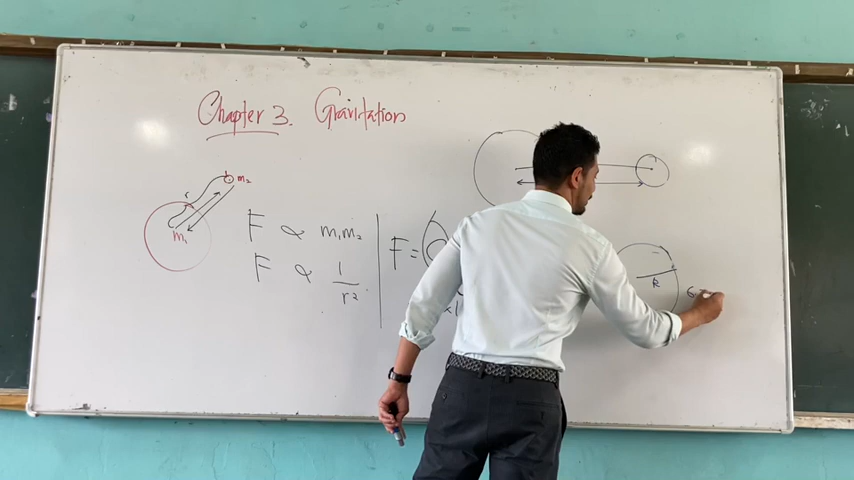 Chapter 3. Gravitation
r
m₂
m₁
F ∝ m₁m₂
F ∝ 1/r²
F =
R